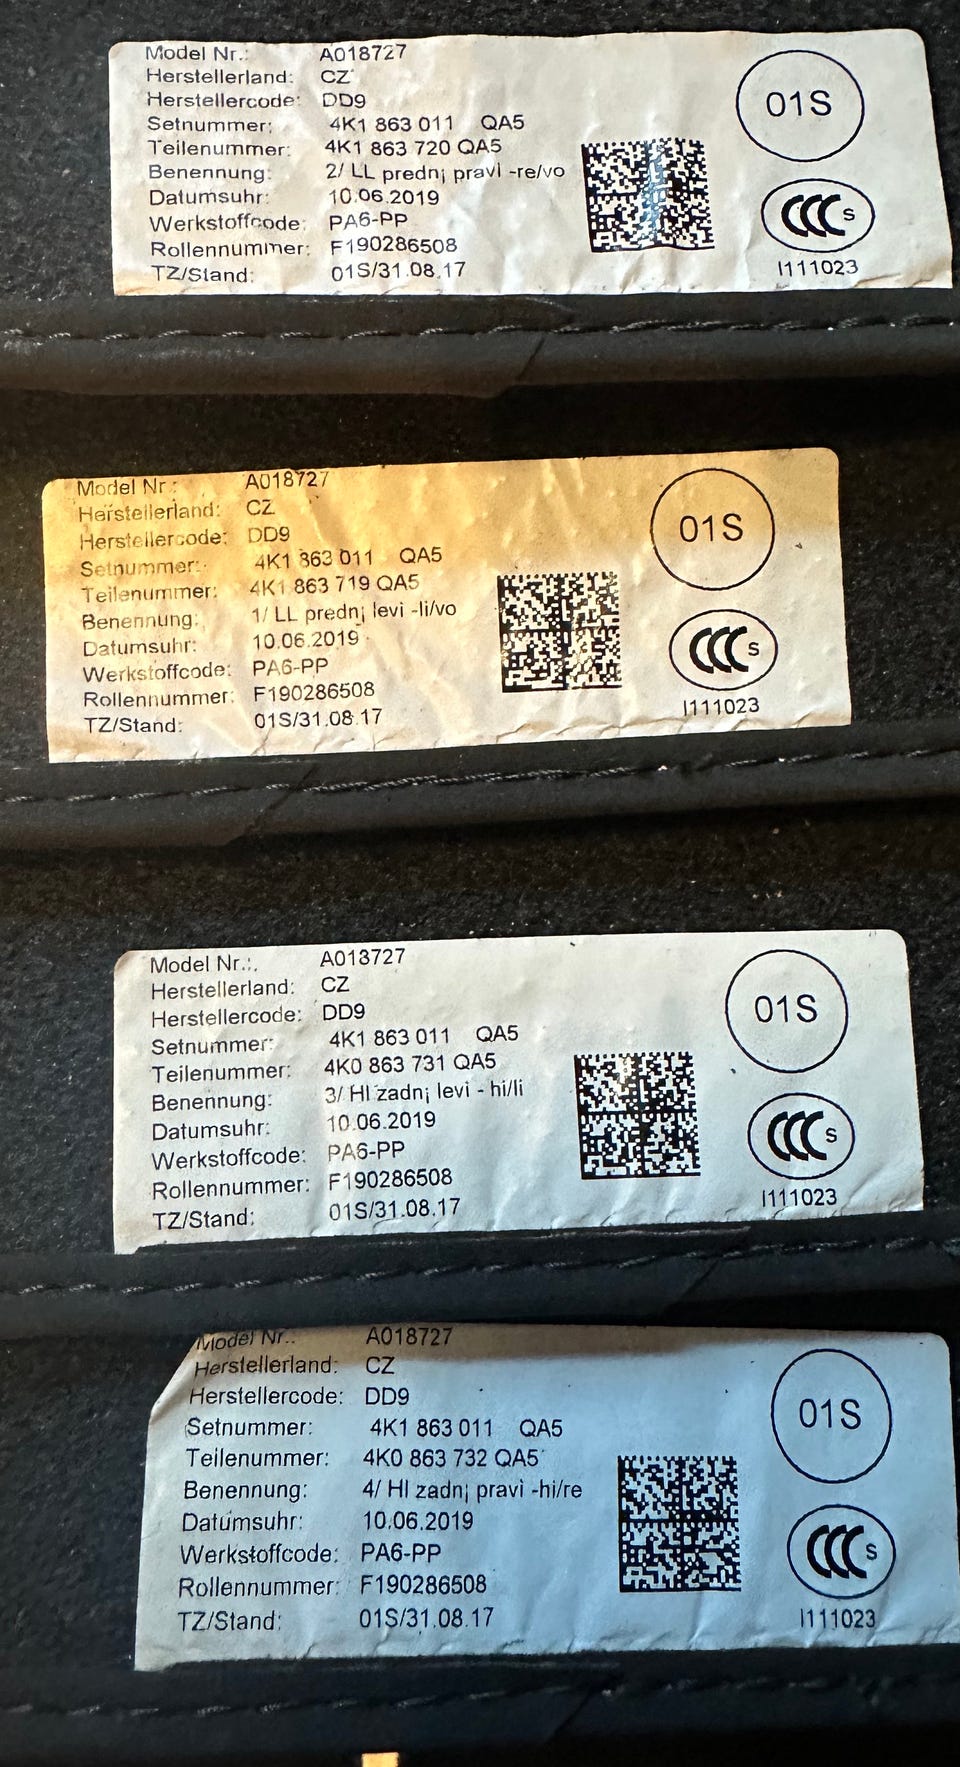 Model Nr.: A018727
Herstellerland: CZ
Herstellercode: DD9
Setnummer: 4K1 863 011 QA5
Teilenummer: 4K1 863 720 QA5
Benennung: 2/ LL predn¡ pravi -re/vo
Datumsuhr: 10.06.2019
Werkstoffcode: PA6-PP
Rollennummer: F190286508
TZ/Stand: 01S/31.08.17
01S
CCC S
I111023
Model Nr.: A018727
Herstellerland: CZ
Herstellercode: DD9
Setnummer: 4K1 863 011 QA5
Teilenummer: 4K1 863 719 QA5
Benennung: 1/ LL predn¡ levi -li/vo
Datumsuhr: 10.06.2019
Werkstoffcode: PA6-PP
Rollennummer: F190286508
TZ/Stand: 01S/31.08.17
01S
CCC S
I111023
Model Nr.: A018727
Herstellerland: CZ
Herstellercode: DD9
Setnummer: 4K1 863 011 QA5
Teilenummer: 4K0 863 731 QA5
Benennung: 3/ HI zadn¡ levi - hi/li
Datumsuhr: 10.06.2019
Werkstoffcode: PA6-PP
Rollennummer: F190286508
TZ/Stand: 01S/31.08.17
01S
CCC S
I111023
Model Nr.: A018727
Herstellerland: CZ
Herstellercode: DD9
Setnummer: 4K1 863 011 QA5
Teilenummer: 4K0 863 732 QA5
Benennung: 4/ HI zadn¡ pravi -hi/re
Datumsuhr: 10.06.2019
Werkstoffcode: PA6-PP
Rollennummer: F190286508
TZ/Stand: 01S/31.08.17
01S
CCC S
I111023